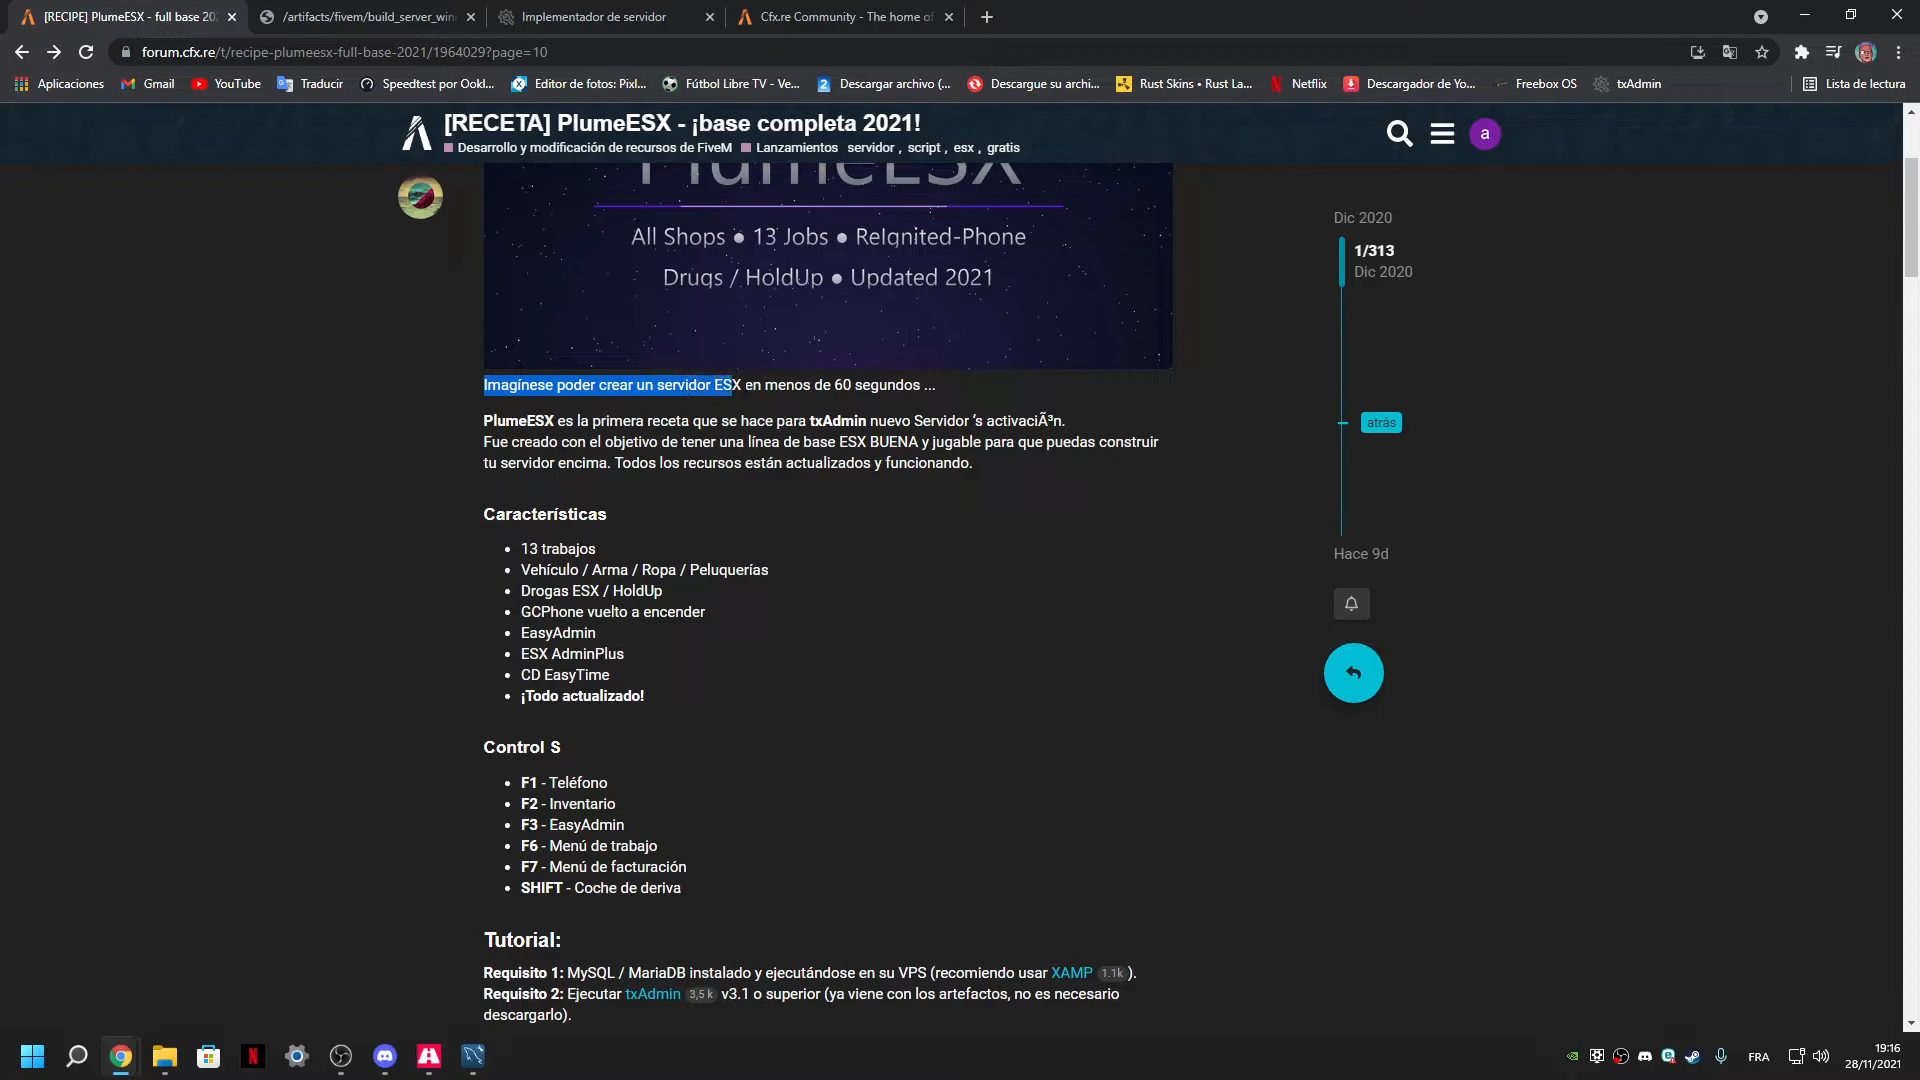 [RECIPE] PlumeESX - full base 202
/artifacts/fivem/build_server_win
Implementador de servidor
Cfx.re Community - The home of
forum.cfx.re/t/recipe-plumeesx-full-base-2021/1964029?page=10
Aplicaciones
Gmail
YouTube
Traducir
Speedtest por Ookl...
Editor de fotos: Pixl...
Fútbol Libre TV - Ve...
Descargar archivo (...
Descargue su archi...
Rust Skins • Rust La...
Netflix
Descargador de Yo...
Freebox OS
txAdmin
Lista de lectura
[RECETA] PlumeESX - ¡base completa 2021!
Desarrollo y modificación de recursos de FiveM Lanzamientos servidor , script , esx , gratis
a
PlumeESX
All Shops • 13 Jobs • ReIgnited-Phone
Drugs / HoldUp • Updated 2021
Imagínese poder crear un servidor ESX en menos de 60 segundos ...
PlumeESX es la primera receta que se hace para txAdmin nuevo Servidor ‘s activaciÃ³n.
Fue creado con el objetivo de tener una línea de base ESX BUENA y jugable para que puedas construir
tu servidor encima. Todos los recursos están actualizados y funcionando.
Características
13 trabajos
Vehículo / Arma / Ropa / Peluquerías
Drogas ESX / HoldUp
GCPhone vuelto a encender
EasyAdmin
ESX AdminPlus
CD EasyTime
¡Todo actualizado!
Control S
F1 - Teléfono
F2 - Inventario
F3 - EasyAdmin
F6 - Menú de trabajo
F7 - Menú de facturación
SHIFT - Coche de deriva
Tutorial:
Requisito 1: MySQL / MariaDB instalado y ejecutándose en su VPS (recomiendo usar XAMP 1.1k ).
Requisito 2: Ejecutar txAdmin 3,5 k v3.1 o superior (ya viene con los artefactos, no es necesario
descargarlo).
Dic 2020
1/313
Dic 2020
atrás
Hace 9d
FRA
19:16
28/11/2021